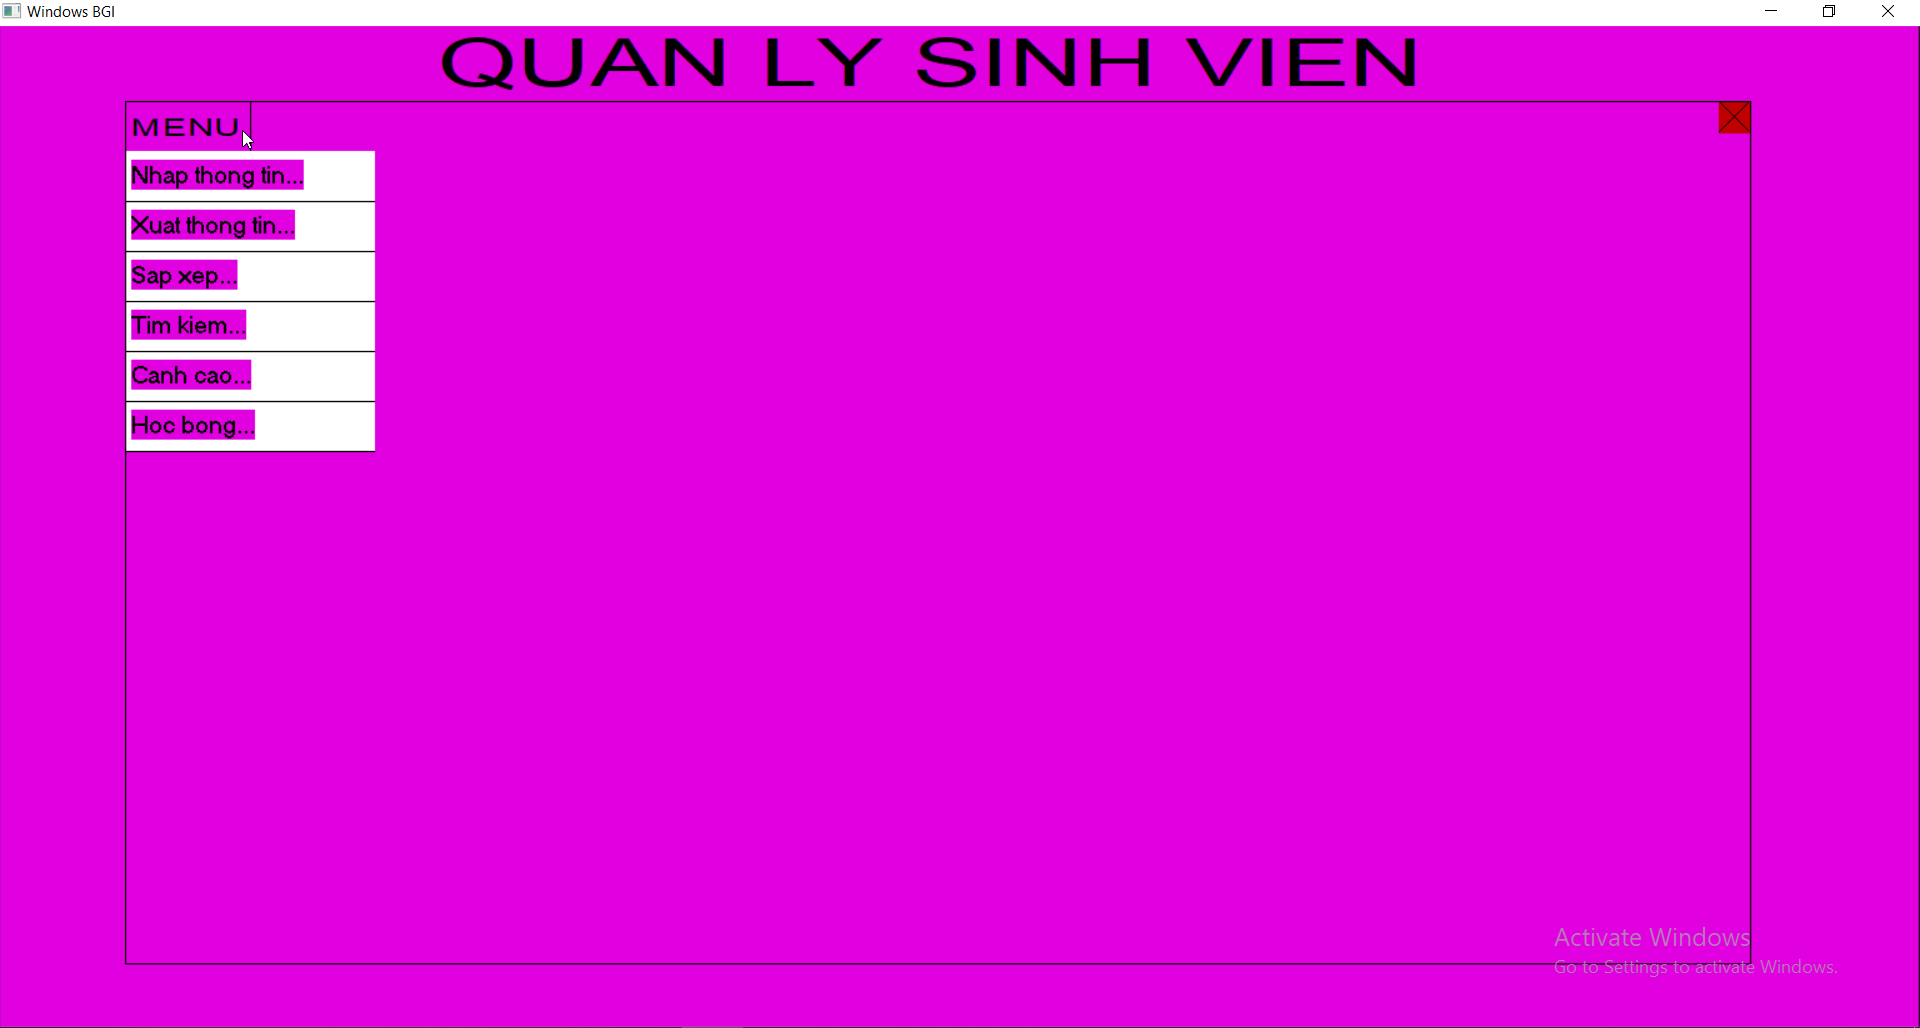 Windows BGI
QUAN LY SINH VIEN
MENU
Nhap thong tin...
Xuat thong tin...
Sap xep...
Tim kiem...
Canh cao...
Hoc bong...
Activate Windows
Go to Settings to activate Windows.